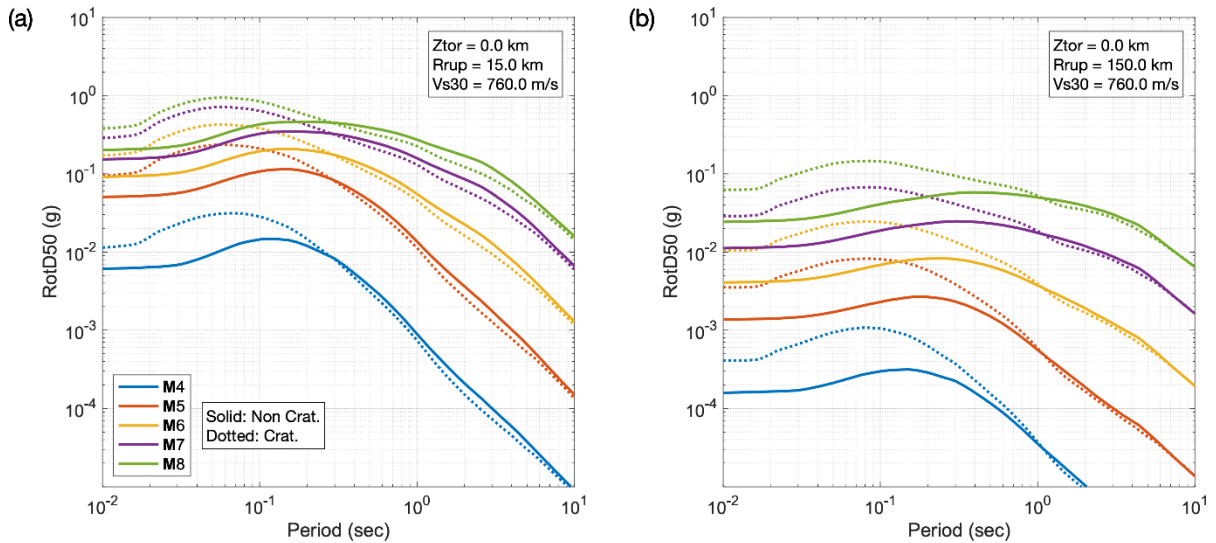 (a)
10^1
10^0
10^-1
10^-2
10^-3
10^-4
RotD50 (g)
Ztor = 0.0 km
Rrup = 15.0 km
Vs30 = 760.0 m/s
M4
M5
M6
M7
M8
Solid: Non Crat.
Dotted: Crat.
10^-2
10^-1
10^0
10^1
Period (sec)
(b)
10^1
10^0
10^-1
10^-2
10^-3
10^-4
RotD50 (g)
Ztor = 0.0 km
Rrup = 150.0 km
Vs30 = 760.0 m/s
10^-2
10^-1
10^0
10^1
Period (sec)